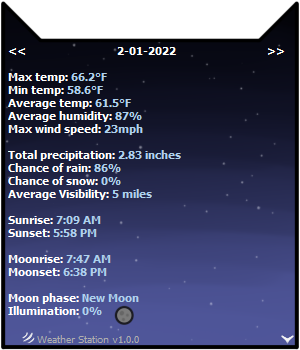 << 2-01-2022 >>
Max temp: 66.2°F
Min temp: 58.6°F
Average temp: 61.5°F
Average humidity: 87%
Max wind speed: 23mph
Total precipitation: 2.83 inches
Chance of rain: 86%
Chance of snow: 0%
Average Visibility: 5 miles
Sunrise: 7:09 AM
Sunset: 5:58 PM
Moonrise: 7:47 AM
Moonset: 6:38 PM
Moon phase: New Moon
Illumination: 0%
Weather Station v1.0.0